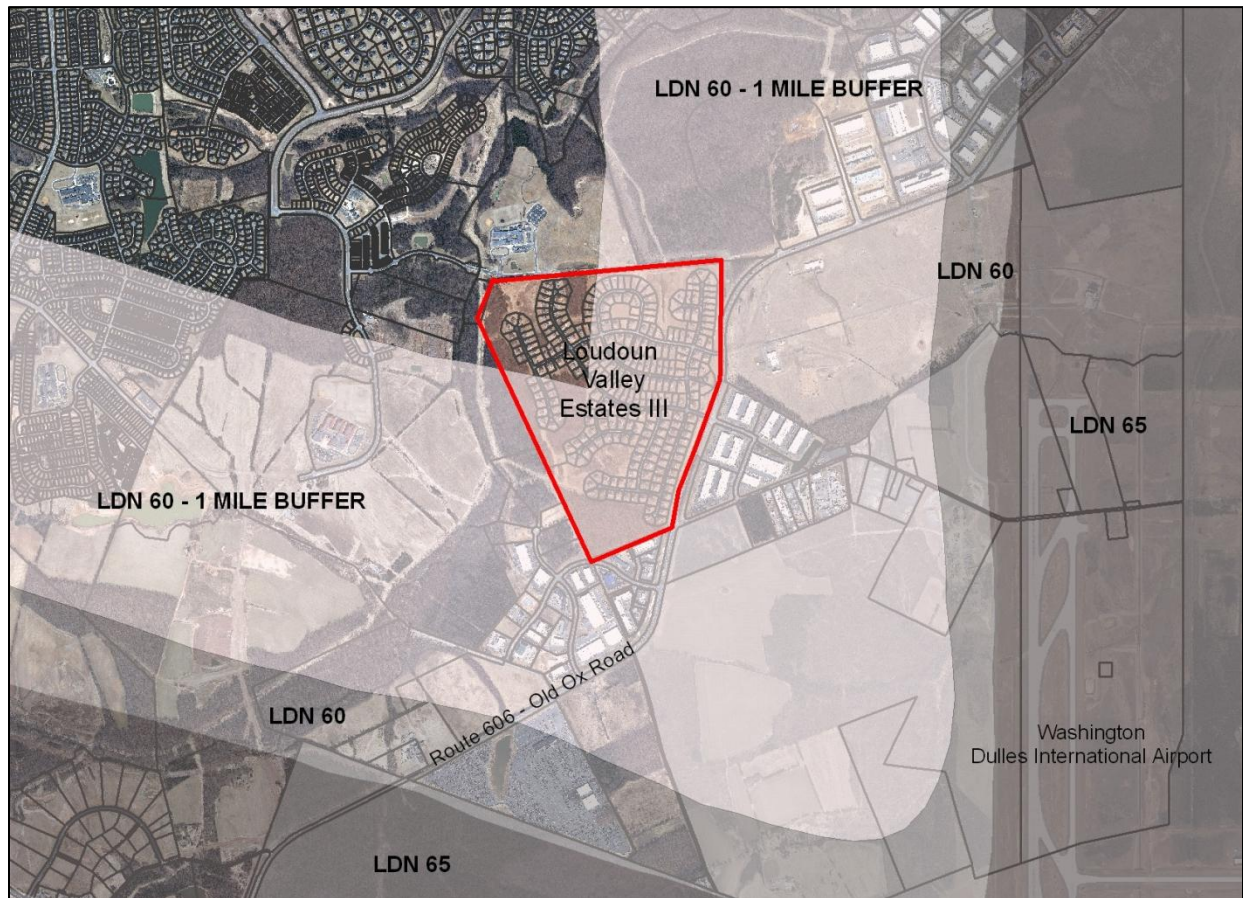 LDN 60 - 1 MILE BUFFER
LDN 60
Loudoun
Valley
Estates III
LDN 65
LDN 60 - 1 MILE BUFFER
Route 606 - Old Ox Road
LDN 60
Washington
Dulles International Airport
LDN 65